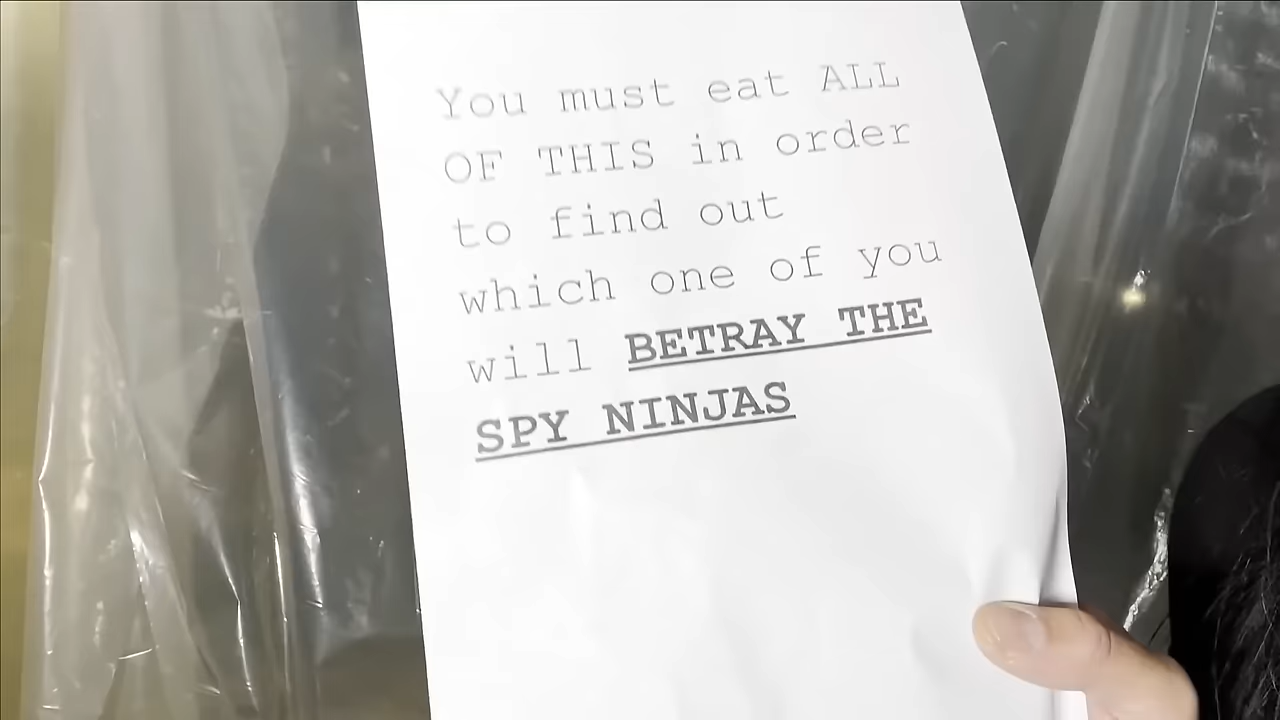 You must eat ALL
OF THIS in order
to find out
which one of you
will BETRAY THE
SPY NINJAS